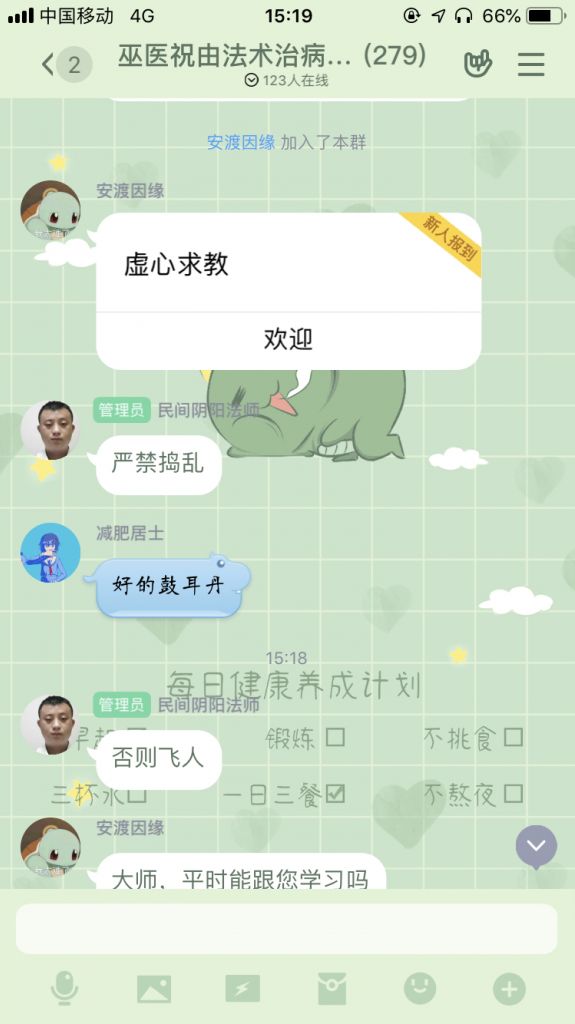 中国移动 4G 15:19 66%
2
巫医祝由法术治病... (279)
123人在线
安渡因缘 加入了本群
安渡因缘
新人报到
虚心求教
欢迎
管理员 民间阴阳法师
严禁捣乱
减肥居士
好的鼓耳丹
15:18
每日健康养成计划
管理员 民间阴阳法师
早起 锻炼 不挑食
否则飞人
三杯水 一日三餐 不熬夜
安渡因缘
大师，平时能跟您学习吗